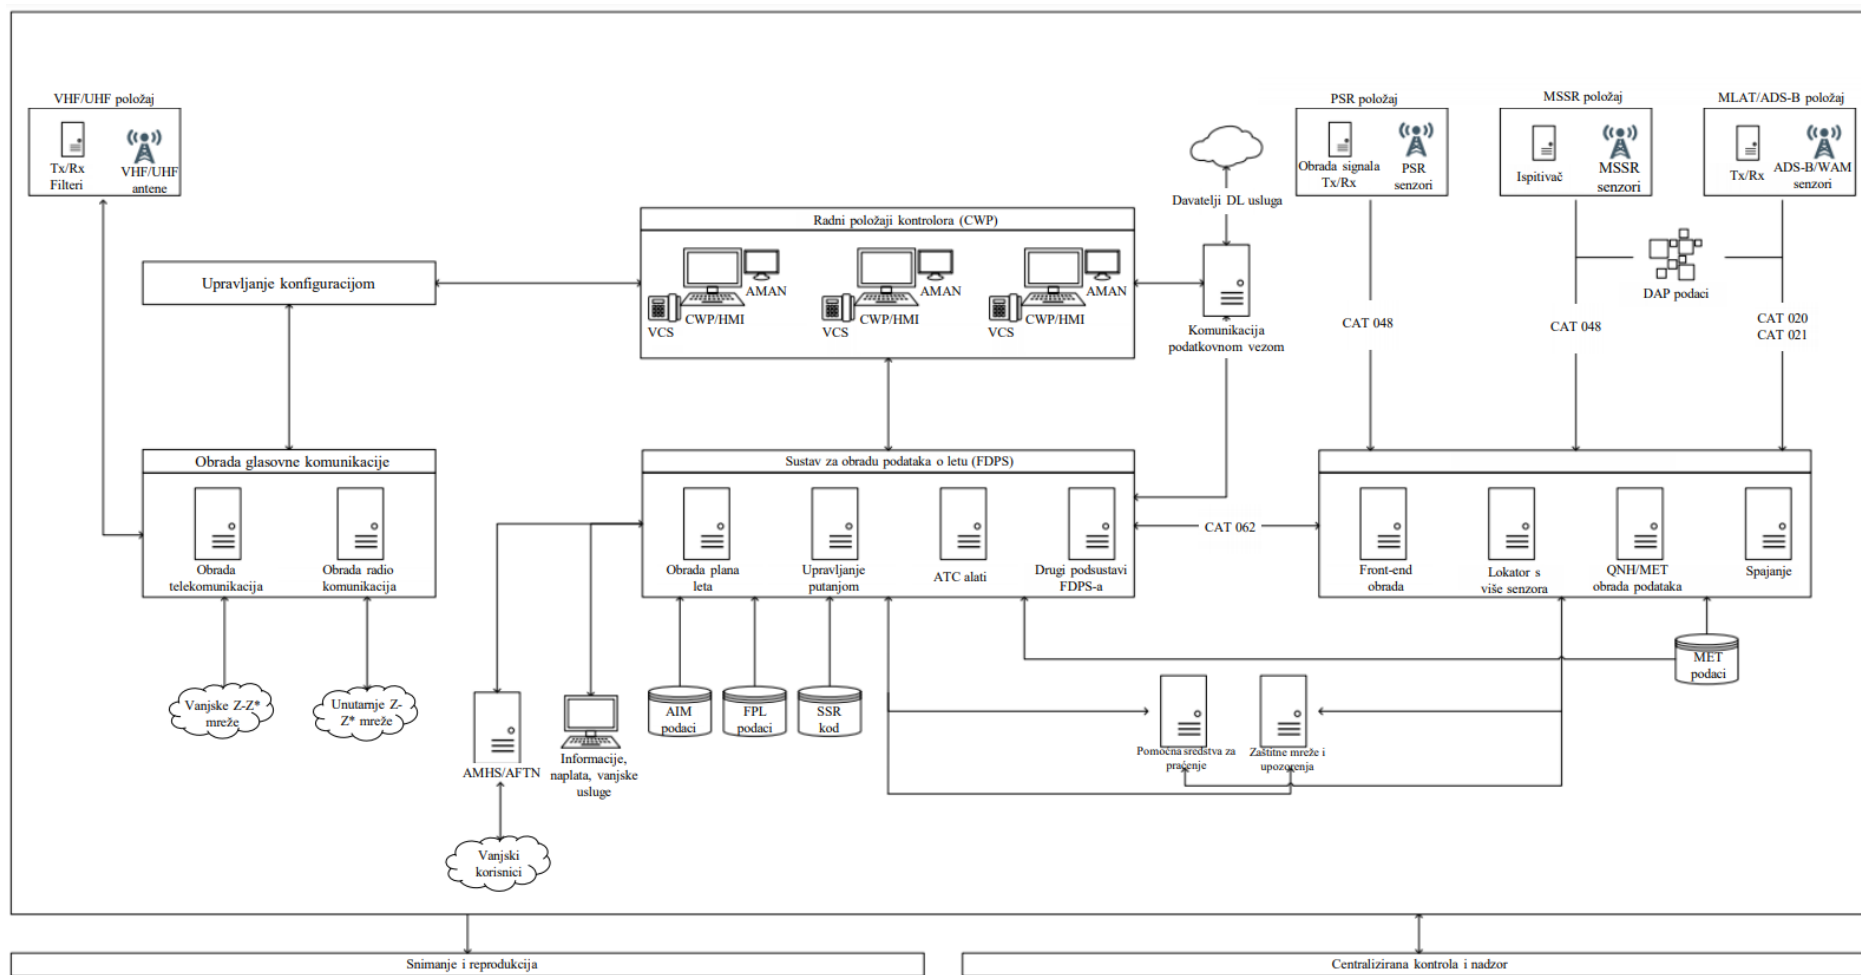 VHF/UHF položaj
Tx/Rx
Filteri
VHF/UHF
antene
PSR položaj
Obrada signala
Tx/Rx
PSR
senzori
MSSR položaj
Ispitivač
MSSR
senzori
MLAT/ADS-B položaj
Tx/Rx
ADS-B/WAM
senzori
Davatelji DL usluga
Radni položaji kontrolora (CWP)
AMAN
CWP/HMI
VCS
AMAN
CWP/HMI
VCS
AMAN
CWP/HMI
VCS
Upravljanje konfiguracijom
Komunikacija
podatkovnom vezom
DAP podaci
CAT 048
CAT 048
CAT 020
CAT 021
Obrada glasovne komunikacije
Obrada
telekomunikacija
Obrada radio
komunikacija
Sustav za obradu podataka o letu (FDPS)
Obrada plana
leta
Upravljanje
putanjom
ATC alati
Drugi podsustavi
FDPS-a
CAT 062
Front-end
obrada
Lokator s
više senzora
QNH/MET
obrada podataka
Spajanje
Vanjske Z-Z*
mreže
Unutarnje Z-
Z* mreže
AMHS/AFTN
Informacije,
naplata, vanjske
usluge
AIM
podaci
FPL
podaci
SSR
kod
MET
podaci
Pomoćna sredstva za
praćenje
Zaštitne mreže i
upozorenja
Vanjski
korisnici
Snimanje i reprodukcija
Centralizirana kontrola i nadzor